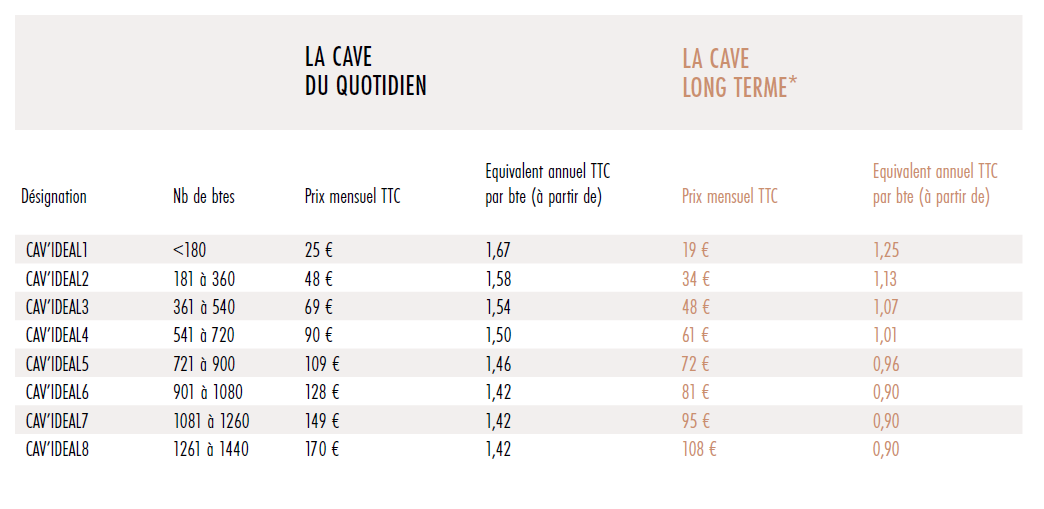 LA CAVE
DU QUOTIDIEN
LA CAVE
LONG TERME*
Désignation Nb de btes Prix mensuel TTC Equivalent annuel TTC
par bte (à partir de) Prix mensuel TTC Equivalent annuel TTC
par bte (à partir de)
CAV'IDEAL1 <180 25 € 1,67 19 € 1,25
CAV'IDEAL2 181 à 360 48 € 1,58 34 € 1,13
CAV'IDEAL3 361 à 540 69 € 1,54 48 € 1,07
CAV'IDEAL4 541 à 720 90 € 1,50 61 € 1,01
CAV'IDEAL5 721 à 900 109 € 1,46 72 € 0,96
CAV'IDEAL6 901 à 1080 128 € 1,42 81 € 0,90
CAV'IDEAL7 1081 à 1260 149 € 1,42 95 € 0,90
CAV'IDEAL8 1261 à 1440 170 € 1,42 108 € 0,90